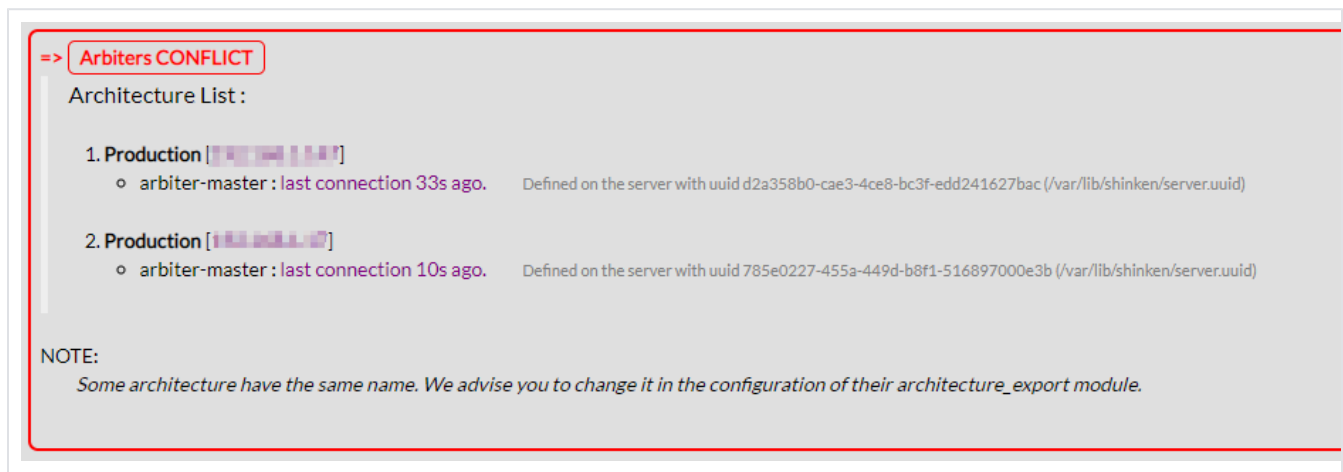 => Arbiters CONFLICT
Architecture List :
1. Production [
]
arbiter-master : last connection 33s ago. Defined on the server with uuid d2a358b0-cae3-4ce8-bc3f-edd241627bac (/var/lib/shinken/server.uuid)
2. Production [
]
arbiter-master : last connection 10s ago. Defined on the server with uuid 785e0227-455a-449d-b8f1-516897000e3b (/var/lib/shinken/server.uuid)
NOTE:
Some architecture have the same name. We advise you to change it in the configuration of their architecture_export module.